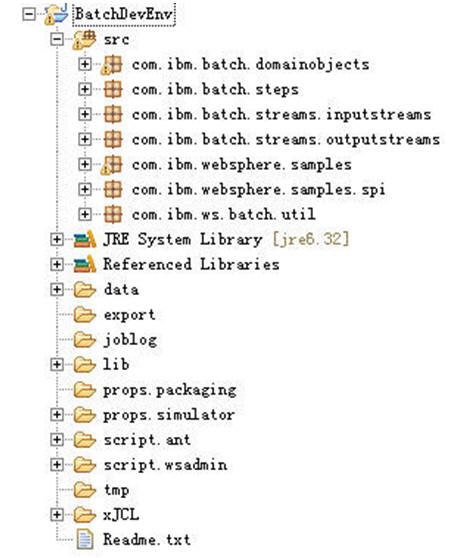 BatchDevEnv
src
com.ibm.batch.domainobjects
com.ibm.batch.steps
com.ibm.batch.streams.inputstreams
com.ibm.batch.streams.outputstreams
com.ibm.websphere.samples
com.ibm.websphere.samples.spi
com.ibm.ws.batch.util
JRE System Library [jre6.32]
Referenced Libraries
data
export
joblog
lib
props.packaging
props.simulator
script.ant
script.wsadmin
tmp
xJCL
Readme.txt